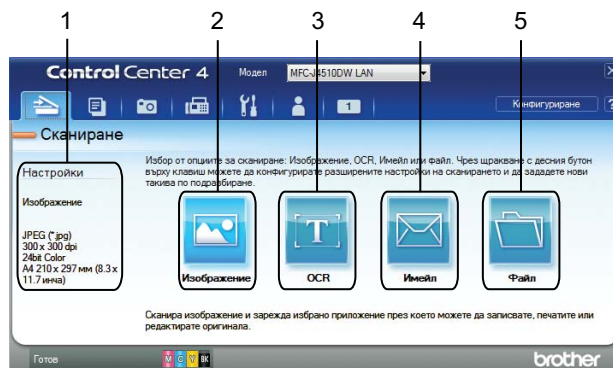 1 2 3 4 5
Control Center 4 Модел MFC-J4510DW LAN
1 Конфигуриране ?
Сканиране
Избор от опциите за сканиране: Изображение, OCR, Имейл или Файл. Чрез щракване с десния бутон
върху клавиш можете да конфигурирате разширените настройки на сканирането и да зададете нови
такива по подразбиране.
Настройки
Изображение
JPEG (*.jpg)
300 x 300 dpi
24bit Color
A4 210 x 297 мм (8.3 x
11.7 инча)
Изображение OCR Имейл Файл
Сканира изображение и зарежда избрано приложение през което можете да записвате, печатите или
редактирате оригинала.
Готов M C Y BK brother